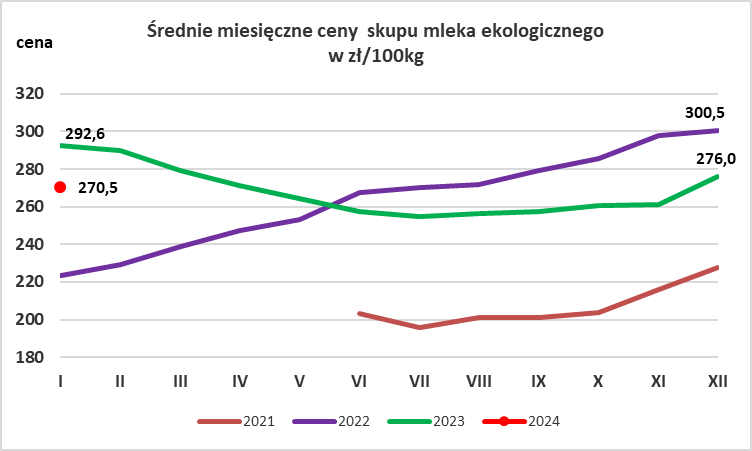 Średnie miesięczne ceny  skupu mleka ekologicznego
w zł/100kg
cena
320
300
280
260
240
220
200
180
292,6
270,5
300,5
276,0
I II III IV V VI VII VIII IX X XI XII
2021 2022 2023 2024